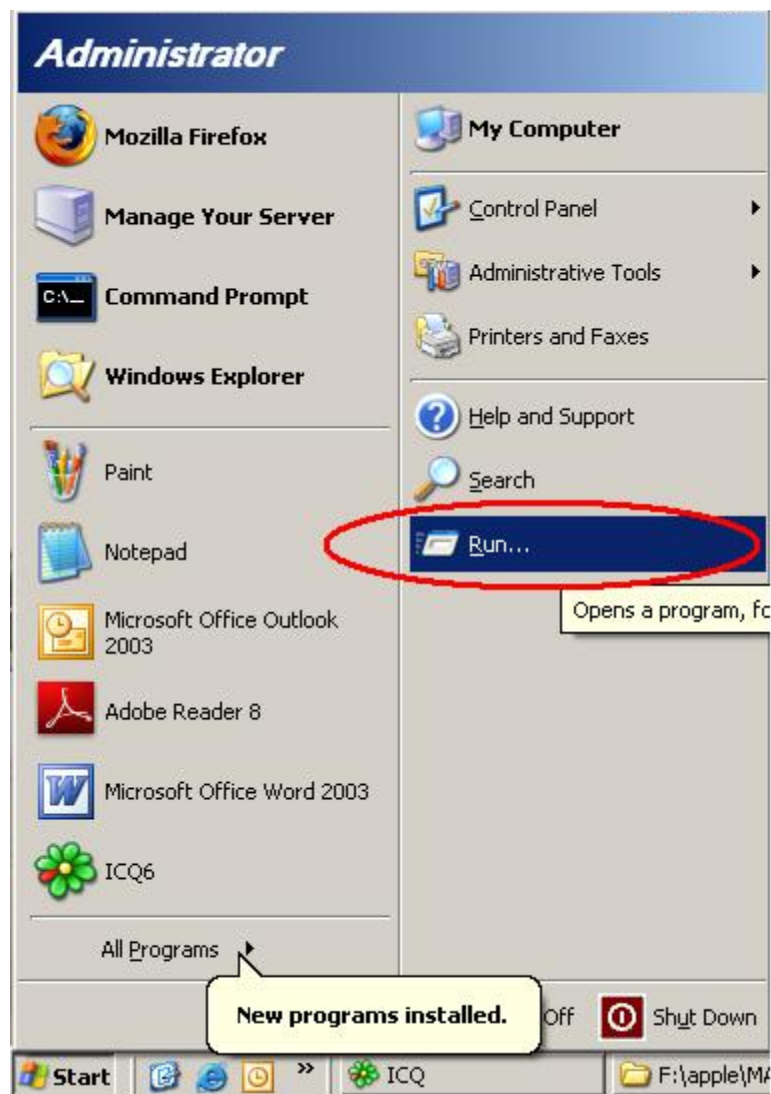 Administrator
Mozilla Firefox
Manage Your Server
C:\_
Command Prompt
Windows Explorer
Paint
Notepad
Microsoft Office Outlook
2003
Adobe Reader 8
Microsoft Office Word 2003
ICQ6
All Programs
My Computer
Control Panel
Administrative Tools
Printers and Faxes
Help and Support
Search
Run...
Opens a program, fo
New programs installed.
Off
Shut Down
Start
»
ICQ
F:\apple\MA